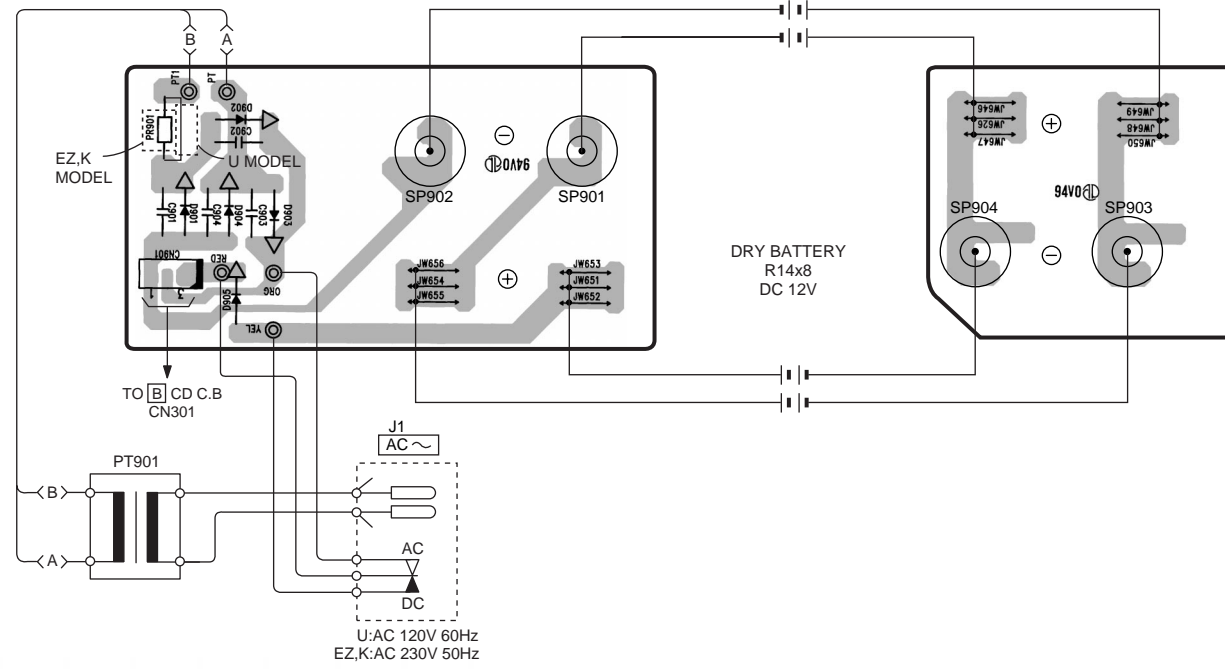 B
A
PT1
PT
D902
C902
PR901
EZ,K
MODEL
U MODEL
C901
D901
C904
D904
C903
D903
CN901
RED
ORG
3
1
D905
YEL
SP902
SP901
94V0
JW656
JW654
JW655
JW653
JW651
JW652
DRY BATTERY
R14x8
DC 12V
JW646
JW626
JW647
JW649
JW648
JW650
94V0
SP904
SP903
TO B CD C.B
CN301
PT901
B
A
J1
AC
AC
DC
U:AC 120V 60Hz
EZ,K:AC 230V 50Hz